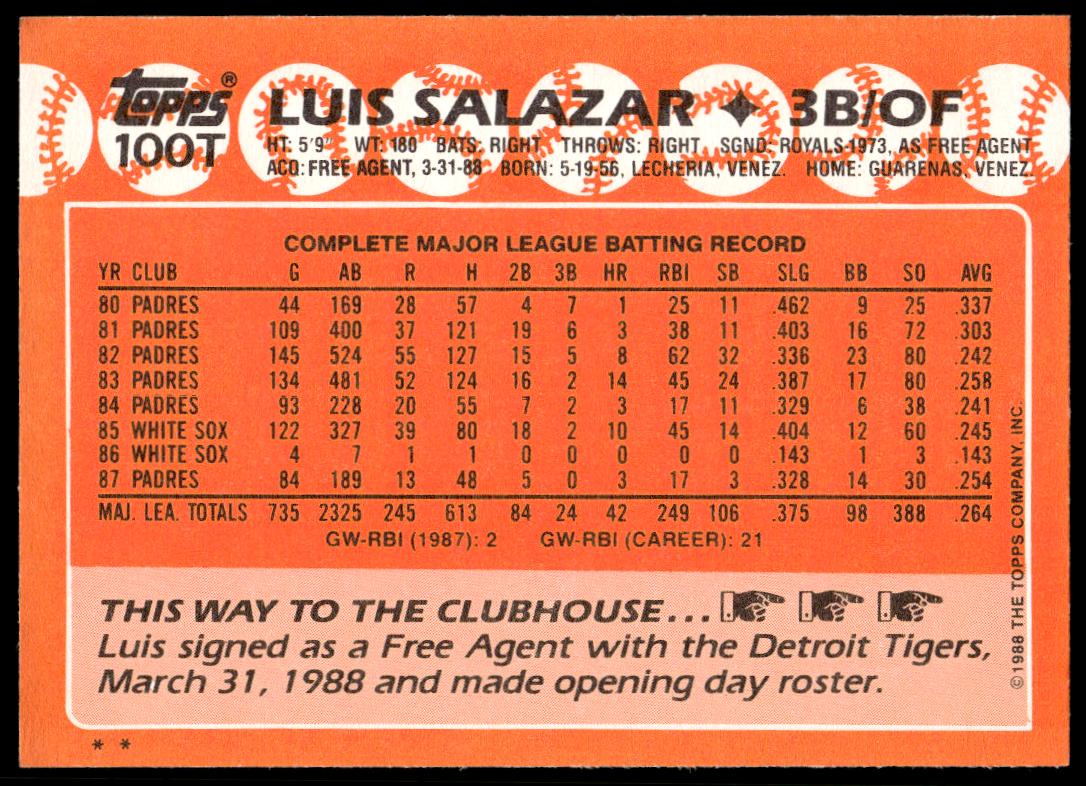 topps®
100T
LUIS SALAZAR ✦ 3B/OF
HT: 5'9" WT: 180 BATS: RIGHT THROWS: RIGHT SGND: ROYALS-1973, AS FREE AGENT
ACQ: FREE AGENT, 3-31-88 BORN: 5-19-56, LECHERIA, VENEZ. HOME: GUARENAS, VENEZ.
COMPLETE MAJOR LEAGUE BATTING RECORD
YR CLUB G AB R H 2B 3B HR RBI SB SLG BB SO AVG
80 PADRES 44 169 28 57 4 7 1 25 11 .462 9 25 .337
81 PADRES 109 400 37 121 19 6 3 38 11 .403 16 72 .303
82 PADRES 145 524 55 127 15 5 8 62 32 .336 23 80 .242
83 PADRES 134 481 52 124 16 2 14 45 24 .387 17 80 .258
84 PADRES 93 228 20 55 7 2 3 17 11 .329 6 38 .241
85 WHITE SOX 122 327 39 80 18 2 10 45 14 .404 12 60 .245
86 WHITE SOX 4 7 1 1 0 0 0 0 0 .143 1 3 .143
87 PADRES 84 189 13 48 5 0 3 17 3 .328 14 30 .254
MAJ. LEA. TOTALS 735 2325 245 613 84 24 42 249 106 .375 98 388 .264
GW-RBI (1987): 2 GW-RBI (CAREER): 21
THIS WAY TO THE CLUBHOUSE...
Luis signed as a Free Agent with the Detroit Tigers,
March 31, 1988 and made opening day roster.
©1988 THE TOPPS COMPANY, INC.
* *